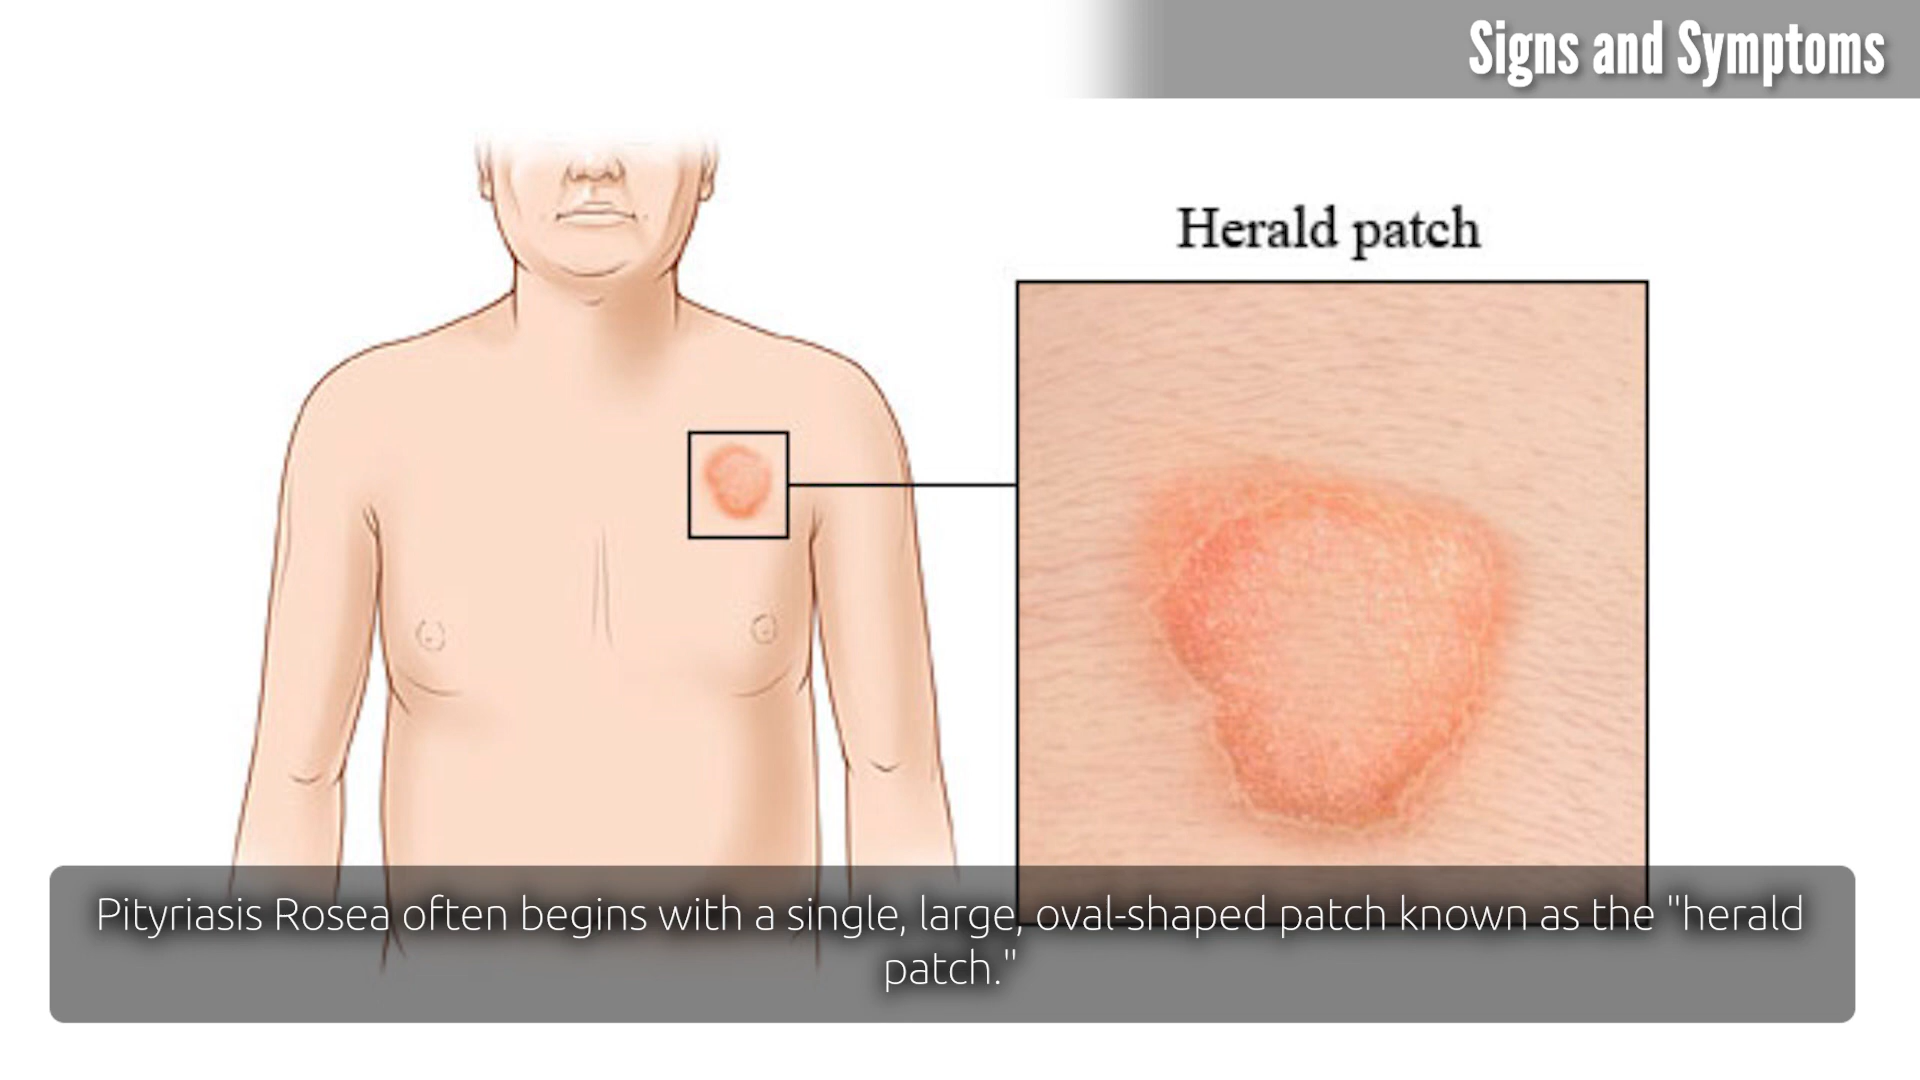 Signs and Symptoms
Herald patch
Pityriasis Rosea often begins with a single, large, oval-shaped patch known as the "herald
patch."